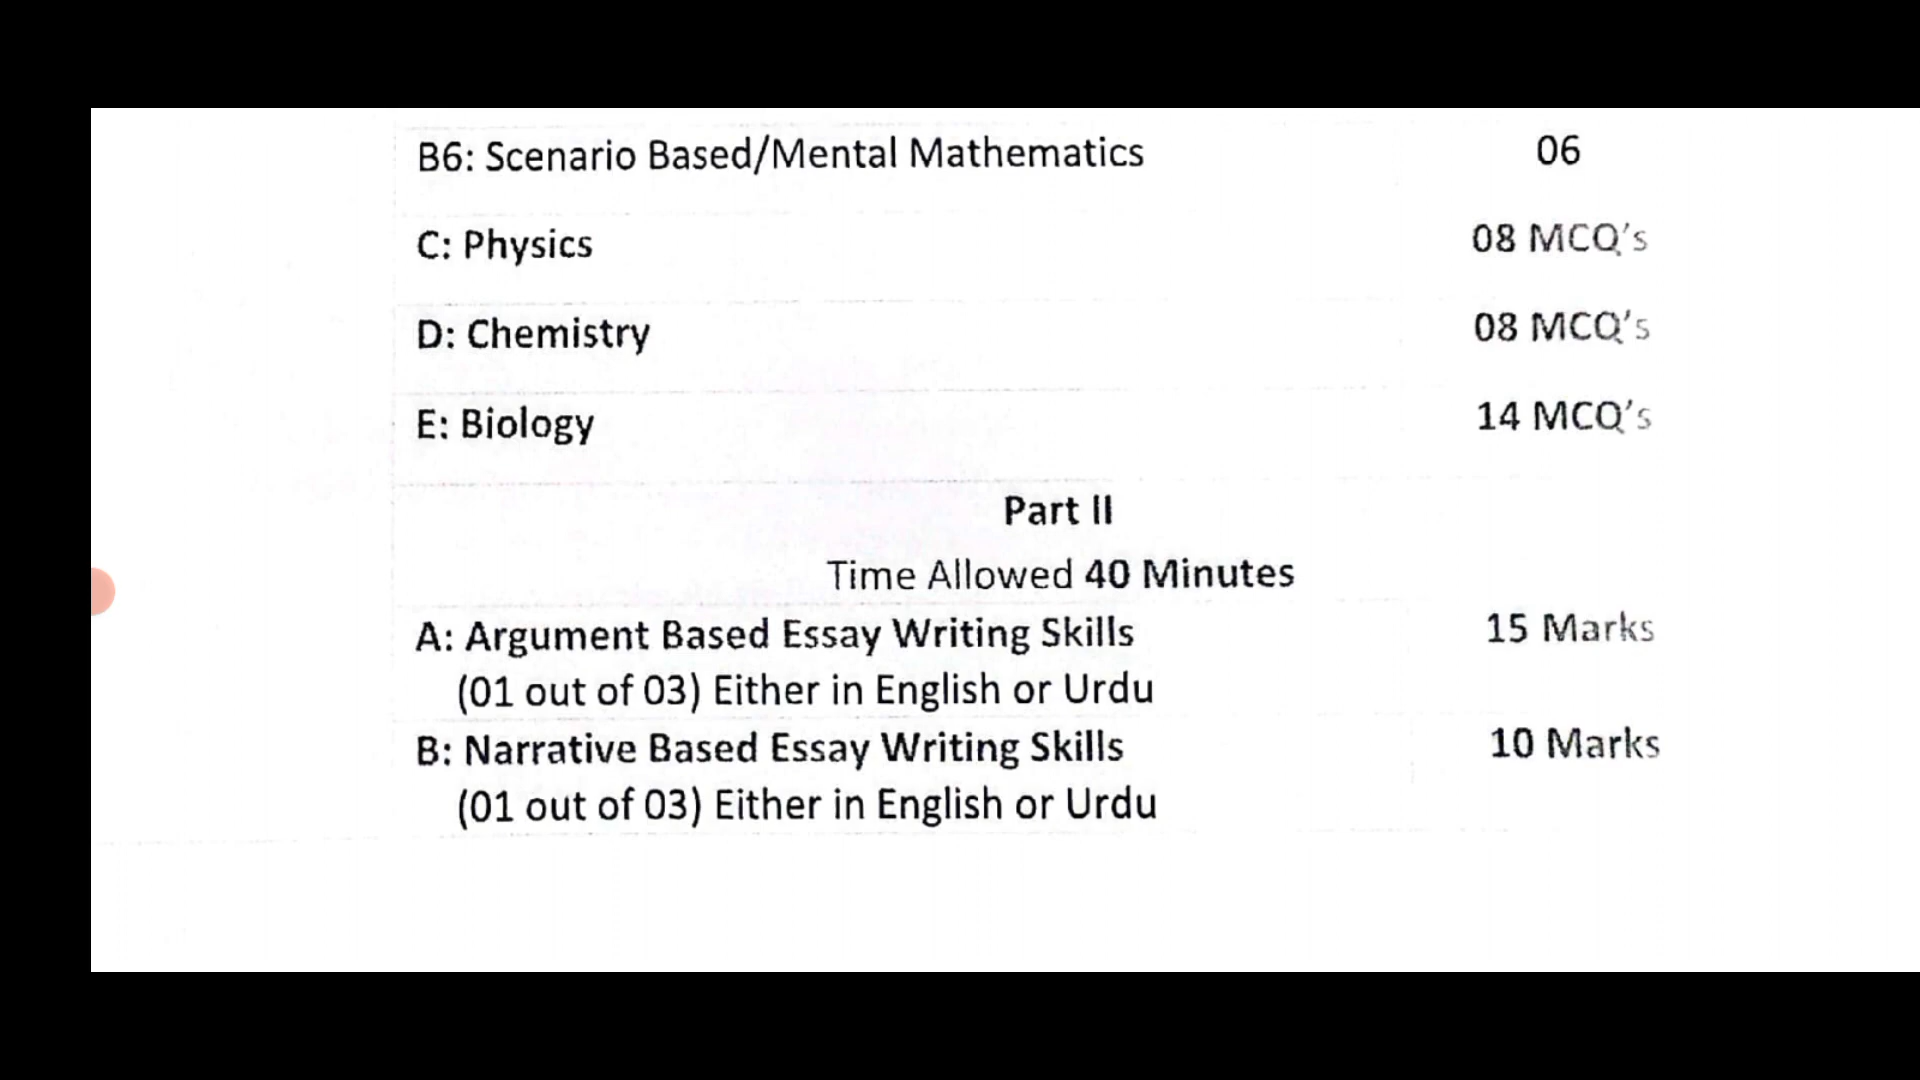 B6: Scenario Based/Mental Mathematics 06
C: Physics 08 MCQ's
D: Chemistry 08 MCQ's
E: Biology 14 MCQ's
Part II
Time Allowed 40 Minutes
A: Argument Based Essay Writing Skills 15 Marks
(01 out of 03) Either in English or Urdu
B: Narrative Based Essay Writing Skills 10 Marks
(01 out of 03) Either in English or Urdu